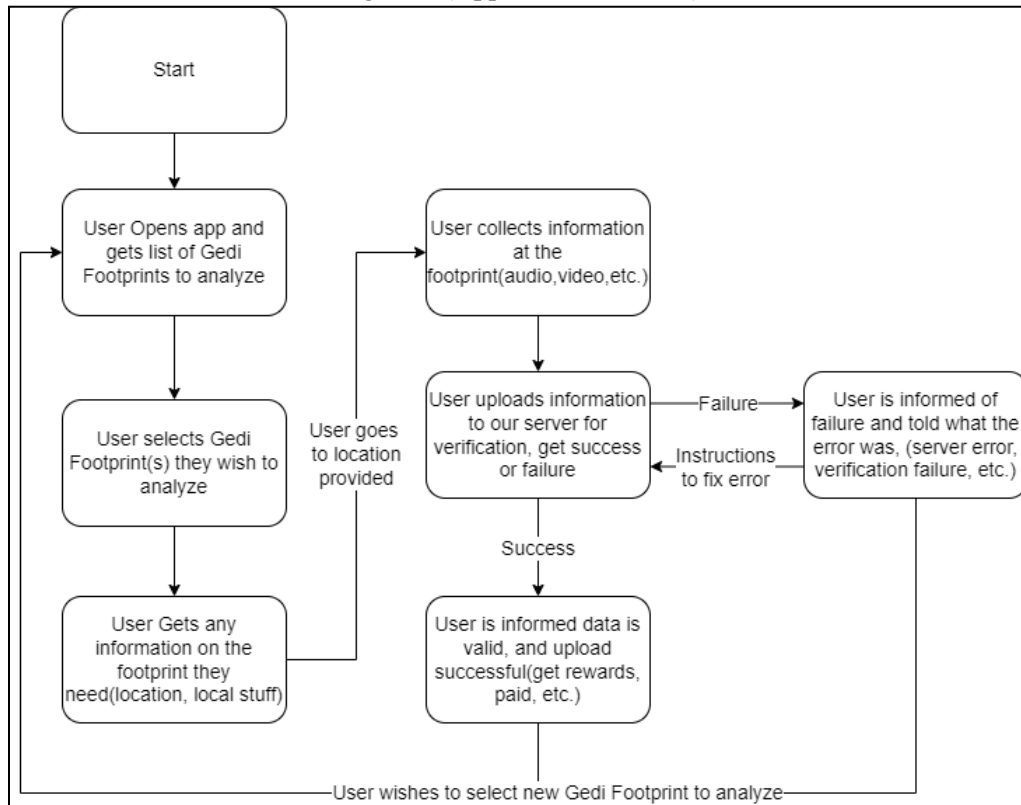 Start
User Opens app and
gets list of Gedi
Footprints to analyze
User selects Gedi
Footprint(s) they wish to
analyze
User Gets any
information on the
footprint they
need(location, local stuff)
User goes
to location
provided
User collects information
at the
footprint(audio,video,etc.)
User uploads information
to our server for
verification, get success
or failure
Failure
Instructions
to fix error
User is informed of
failure and told what the
error was, (server error,
verification failure, etc.)
Success
User is informed data is
valid, and upload
successful(get rewards,
paid, etc.)
User wishes to select new Gedi Footprint to analyze